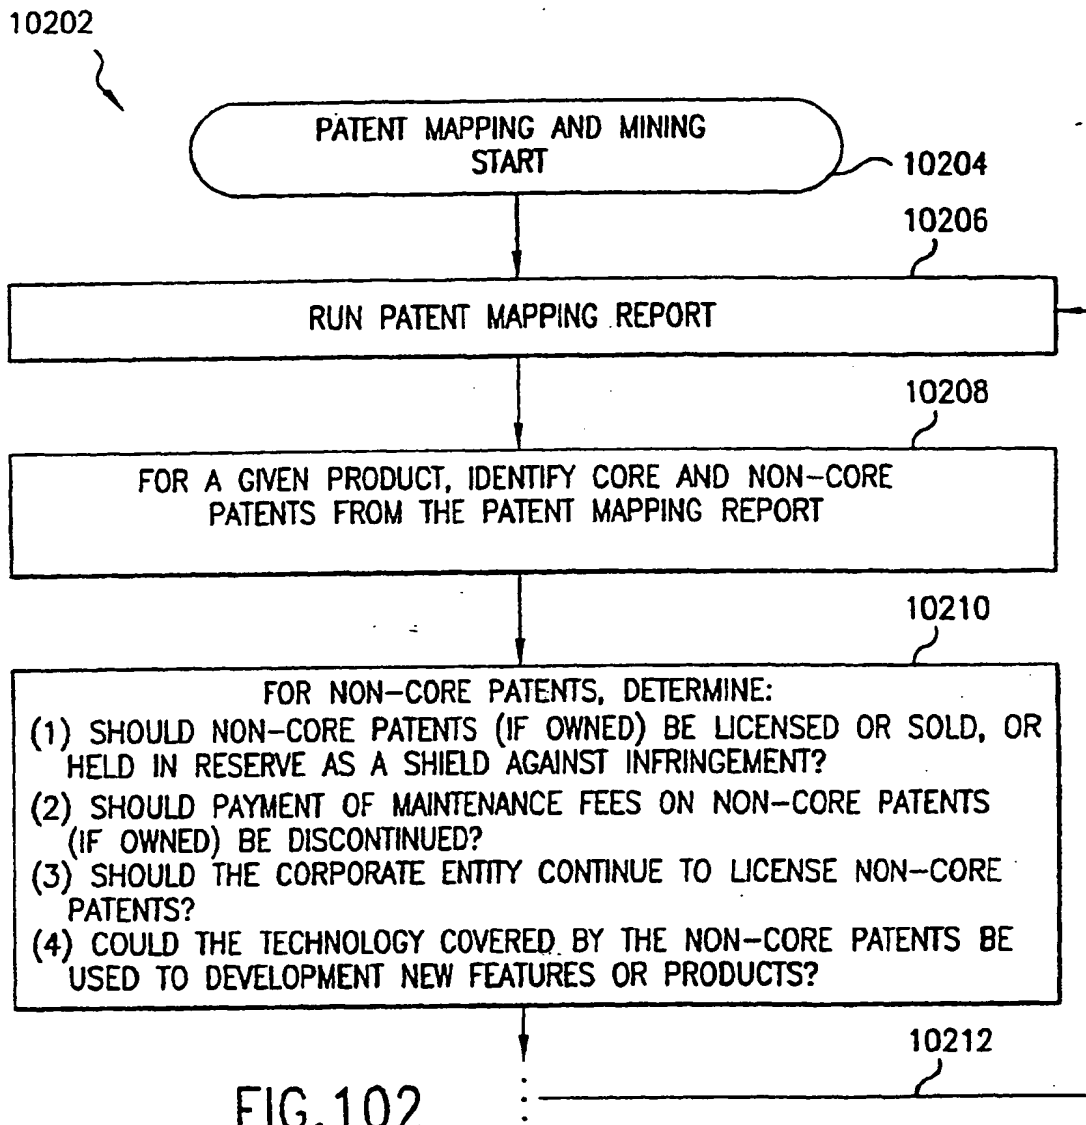 10202
PATENT MAPPING AND MINING
START
10204
10206
RUN PATENT MAPPING REPORT
10208
FOR A GIVEN PRODUCT, IDENTIFY CORE AND NON-CORE
PATENTS FROM THE PATENT MAPPING REPORT
10210
FOR NON-CORE PATENTS, DETERMINE:
(1) SHOULD NON-CORE PATENTS (IF OWNED) BE LICENSED OR SOLD, OR
HELD IN RESERVE AS A SHIELD AGAINST INFRINGEMENT?
(2) SHOULD PAYMENT OF MAINTENANCE FEES ON NON-CORE PATENTS
(IF OWNED) BE DISCONTINUED?
(3) SHOULD THE CORPORATE ENTITY CONTINUE TO LICENSE NON-CORE
PATENTS?
(4) COULD THE TECHNOLOGY COVERED BY THE NON-CORE PATENTS BE
USED TO DEVELOPMENT NEW FEATURES OR PRODUCTS?
10212
FIG.102